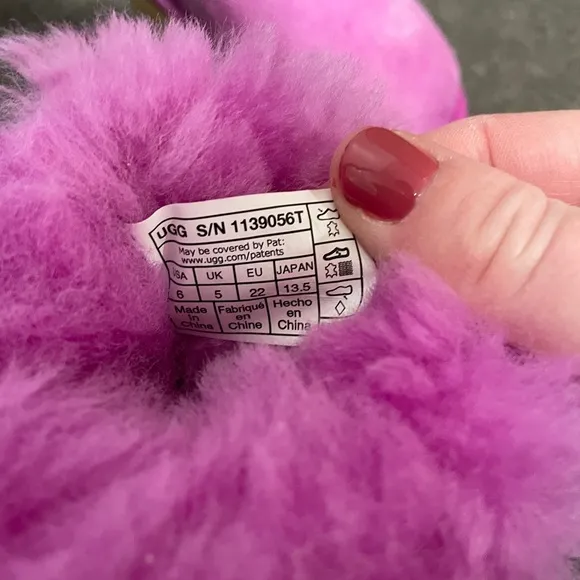 UGG S/N 1139056T
May be covered by Pat:
www.ugg.com/patents
USA UK EU JAPAN
6 5 22 13.5
Made Fabriqué Hecho
in en en
China Chine China